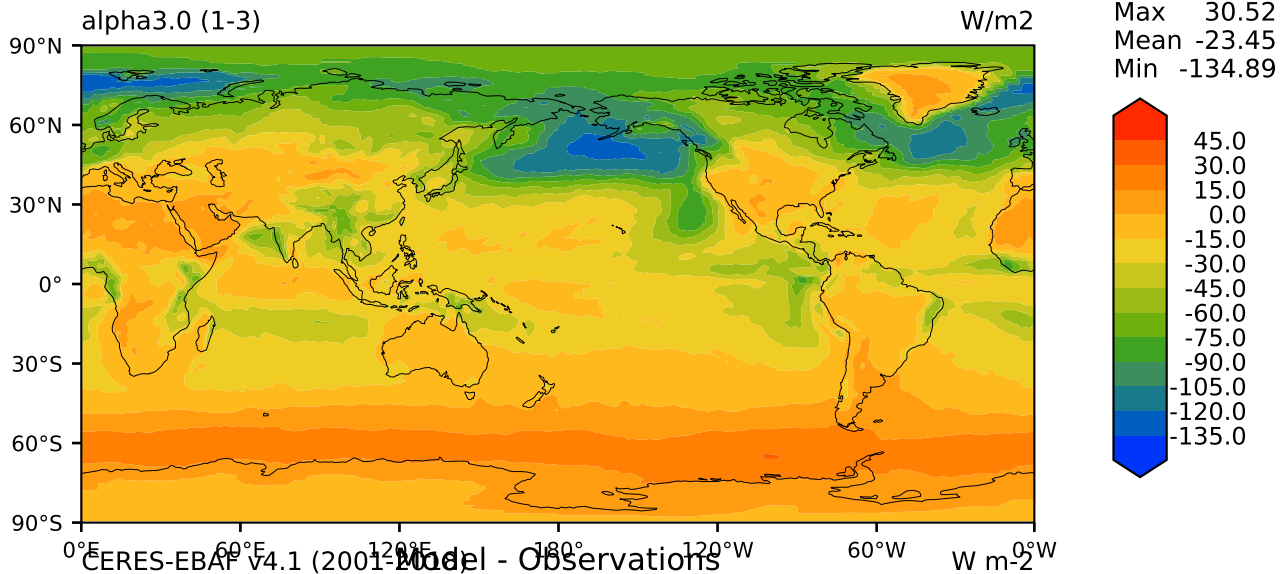 alpha3.0 (1-3) W/m2
Max 30.52
Mean -23.45
Min -134.89
90°N
60°N
30°N
0°
30°S
60°S
90°S
0°E 60°E 120°E 180° 120°W 60°W 0°W
CERES-EBAF v4.1 (2001-2018) Model - Observations W m-2
45.0
30.0
15.0
0.0
-15.0
-30.0
-45.0
-60.0
-75.0
-90.0
-105.0
-120.0
-135.0